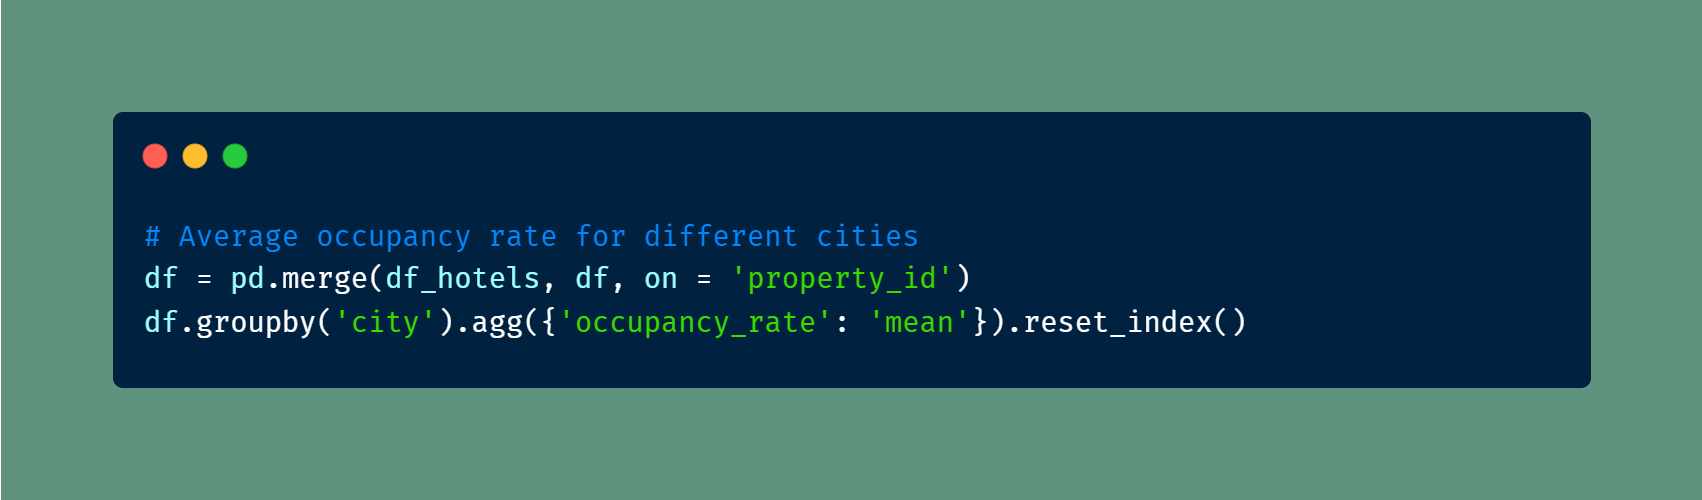 # Average occupancy rate for different cities
df = pd.merge(df_hotels, df, on = 'property_id')
df.groupby('city').agg({'occupancy_rate': 'mean'}).reset_index()